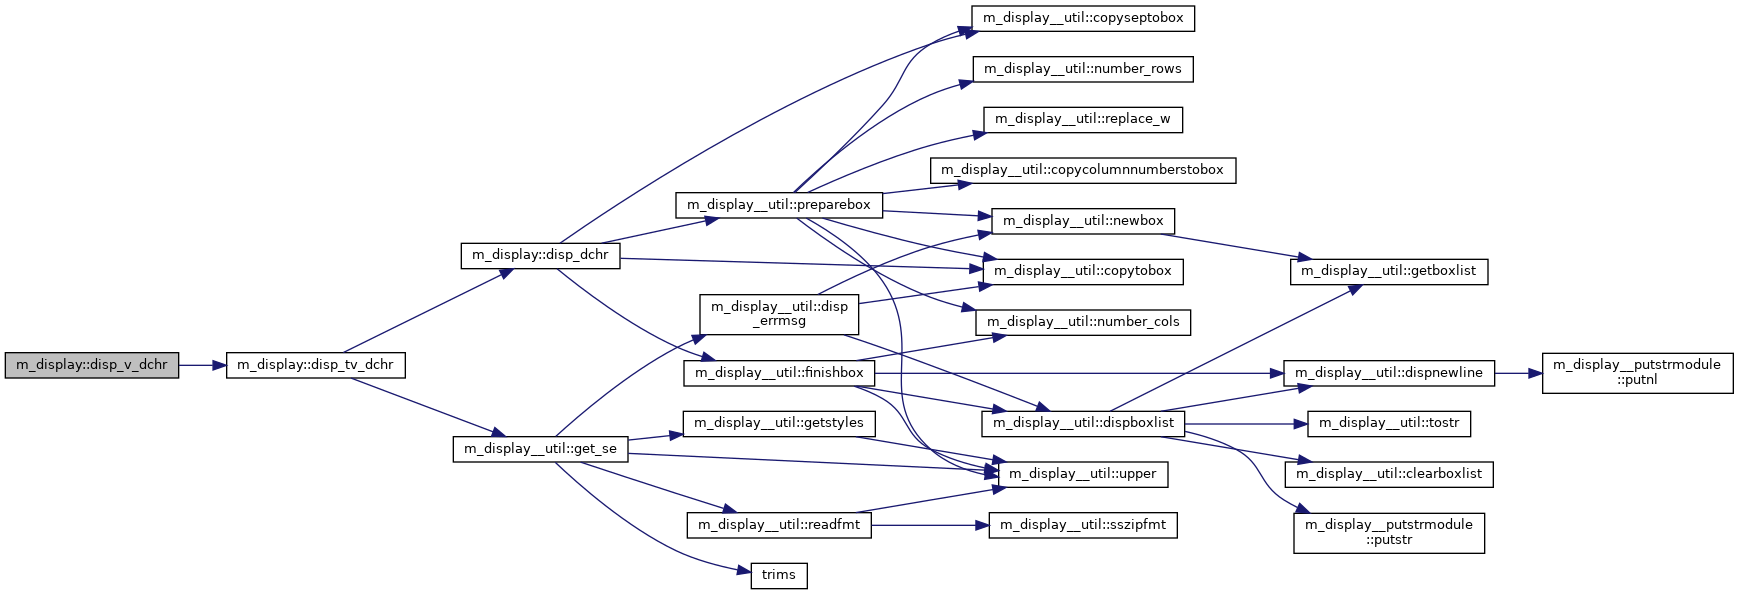 m_display__util::copyseptobox
m_display__util::number_rows
m_display__util::replace_w
m_display__util::copycolumnnumberstobox
m_display__util::preparebox
m_display__util::newbox
m_display::disp_dchr
m_display__util::copytobox
m_display__util::getboxlist
m_display__util::disp
_errmsg
m_display__util::number_cols
m_display::disp_v_dchr
m_display::disp_tv_dchr
m_display__util::finishbox
m_display__util::dispnewline
m_display__putstrmodule
::putnl
m_display__util::getstyles
m_display__util::dispboxlist
m_display__util::tostr
m_display__util::get_se
m_display__util::upper
m_display__util::clearboxlist
m_display__util::readfmt
m_display__util::sszipfmt
m_display__putstrmodule
::putstr
trims